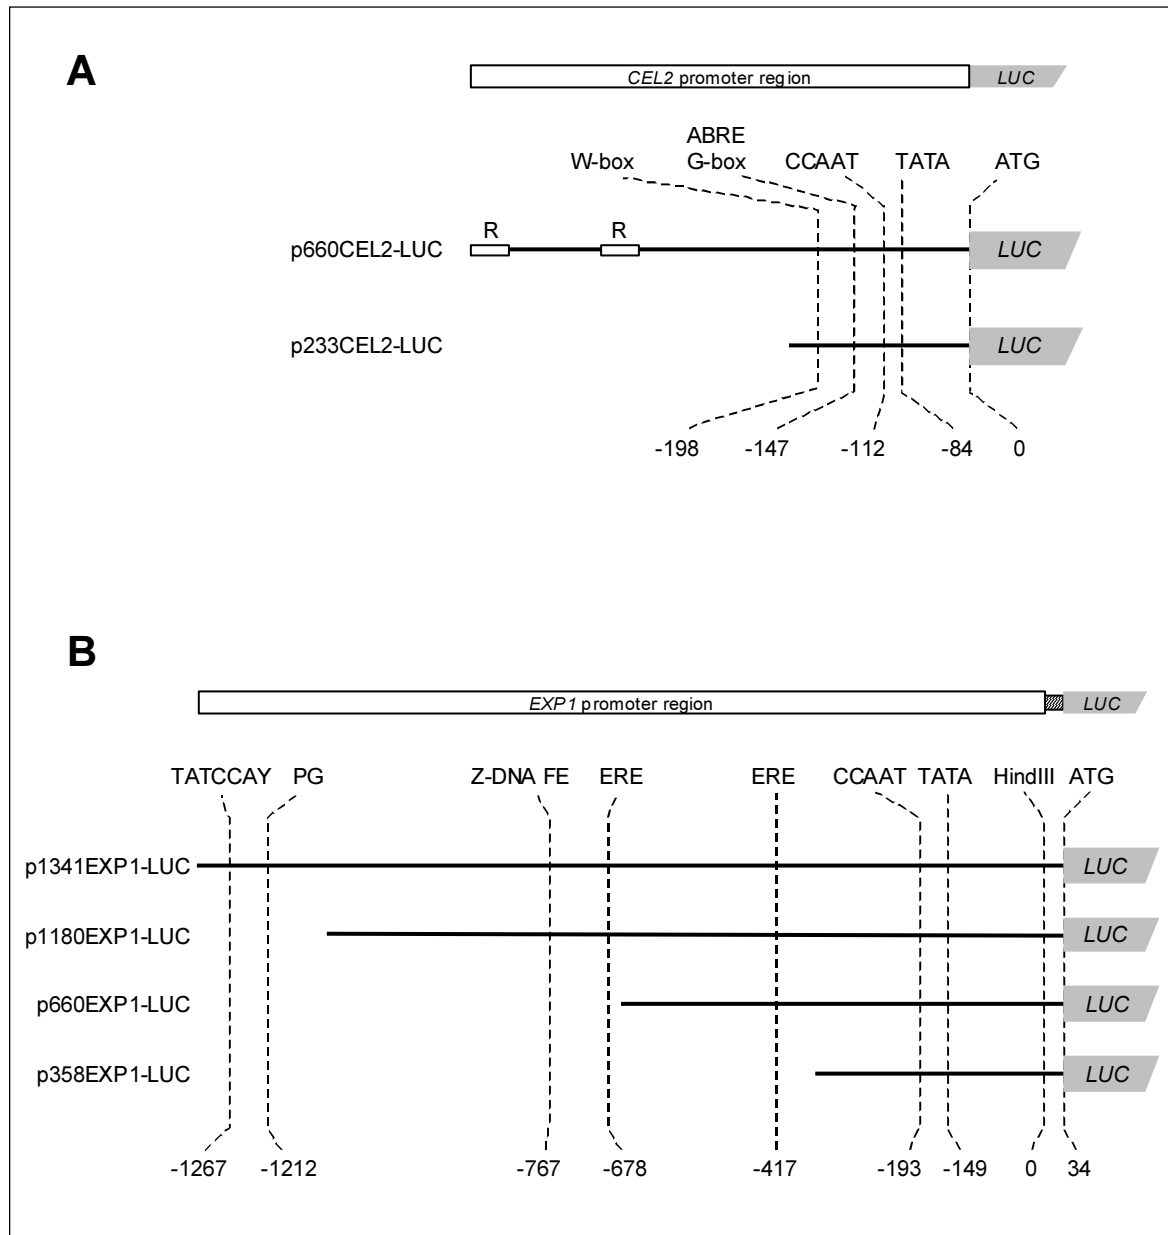 A
CEL2 promoter region LUC
ABRE
W-box G-box CCAAT TATA ATG
R R
p660CEL2-LUC LUC
p233CEL2-LUC LUC
-198 -147 -112 -84 0
B
EXP1 promoter region LUC
TATCCAY PG Z-DNA FE ERE ERE CCAAT TATA HindIII ATG
p1341EXP1-LUC LUC
p1180EXP1-LUC LUC
p660EXP1-LUC LUC
p358EXP1-LUC LUC
-1267 -1212 -767 -678 -417 -193 -149 0 34